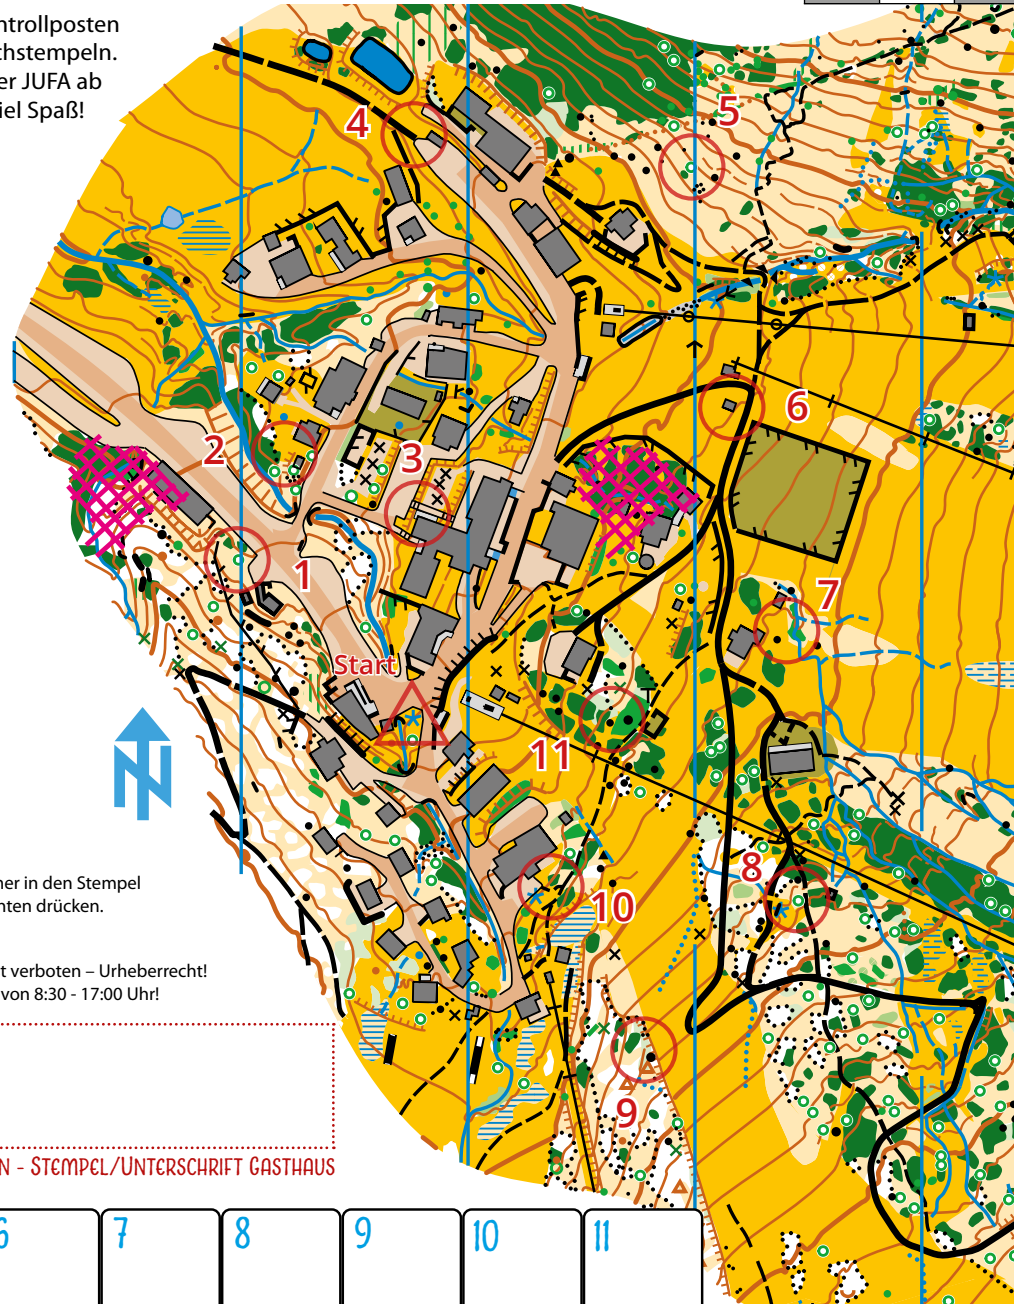 ntrollposten
chstempeln.
er JUFA ab
iel Spaß!
4
5
6
2
3
1
7
Start
11
8
10
9
N
ner in den Stempel
nten drücken.
t verboten – Urheberrecht!
von 8:30 - 17:00 Uhr!
N - Stempel/Unterschrift Gasthaus
6
7
8
9
10
11